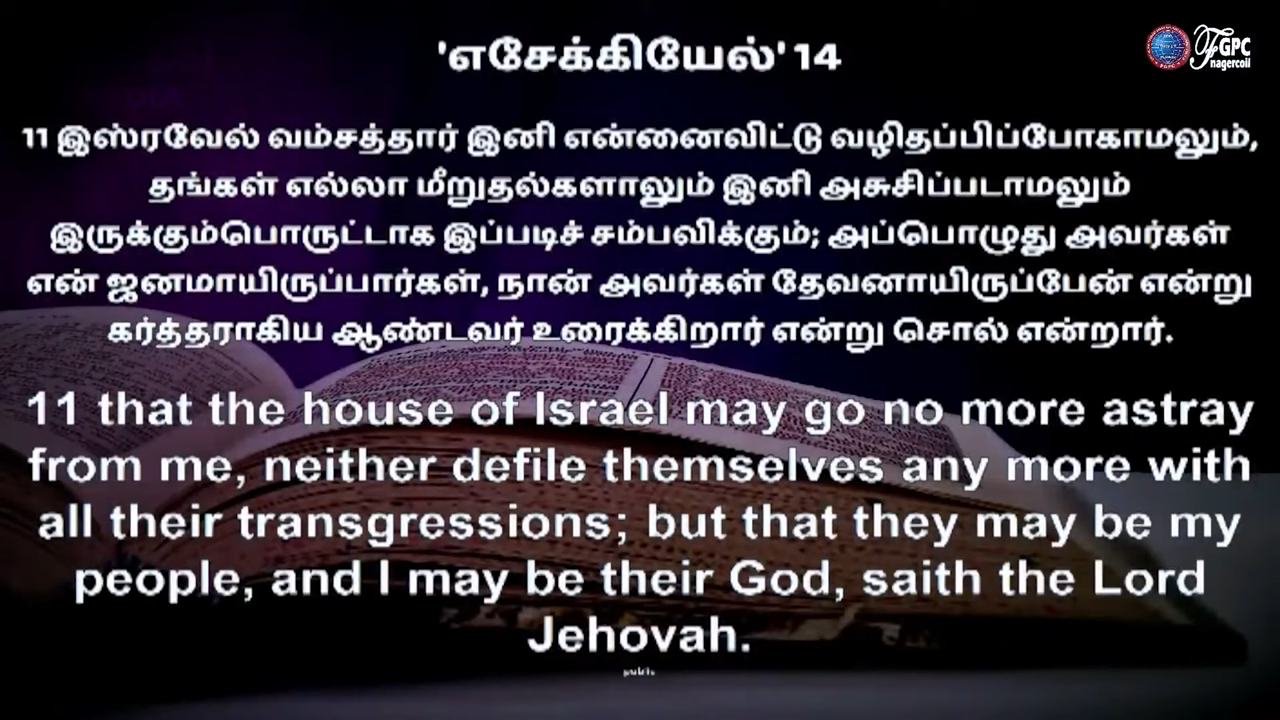 'எசேக்கியேல்' 14
FGPC
nagercoil
11 இஸ்ரவேல் வம்சத்தார் இனி என்னைவிட்டு வழிதப்பிப்போகாமலும்,
தங்கள் எல்லா மீறுதல்களாலும் இனி அசுசிப்படாமலும்
இருக்கும்பொருட்டாக இப்படிச் சம்பவிக்கும்; அப்பொழுது அவர்கள்
என் ஜனமாயிருப்பார்கள், நான் அவர்கள் தேவனாயிருப்பேன் என்று
கர்த்தராகிய ஆண்டவர் உரைக்கிறார் என்று சொல் என்றார்.
11 that the house of Israel may go no more astray
from me, neither defile themselves any more with
all their transgressions; but that they may be my
people, and I may be their God, saith the Lord
Jehovah.